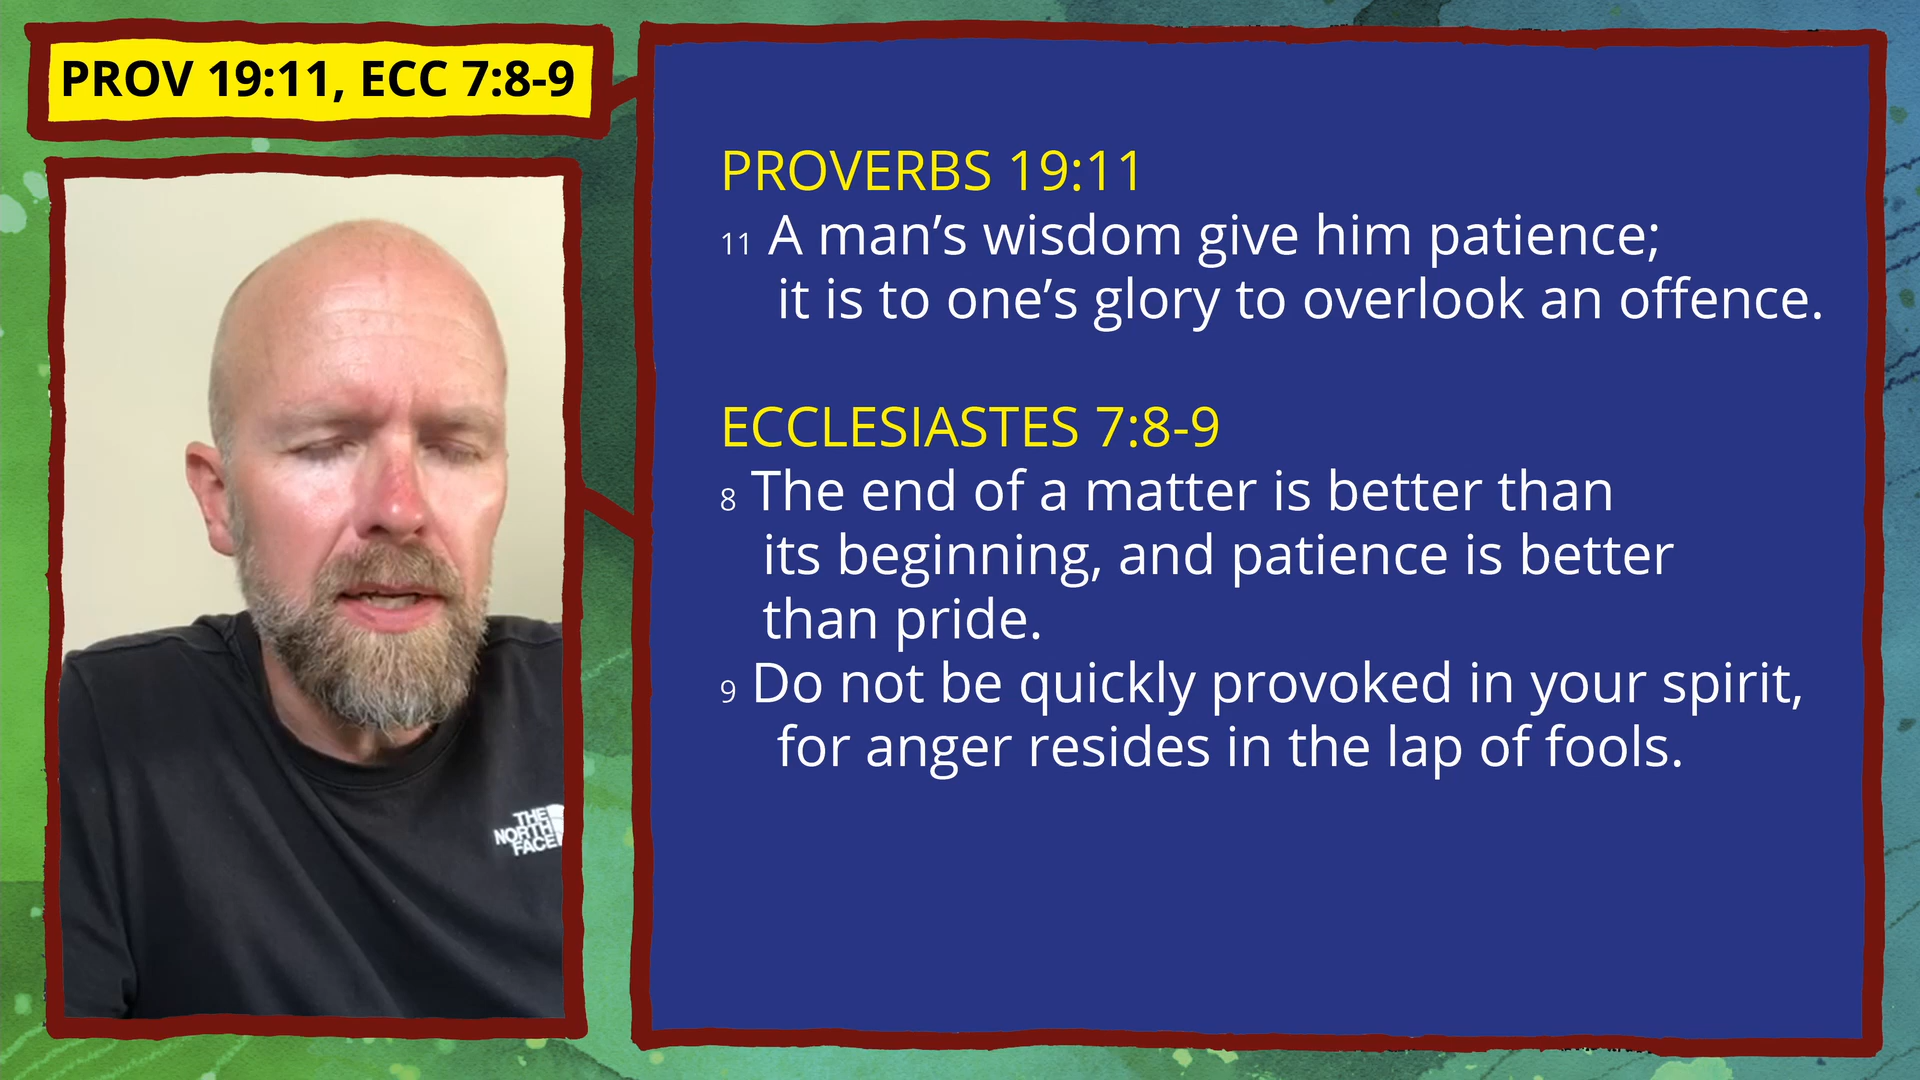 PROV 19:11, ECC 7:8-9
PROVERBS 19:11
11 A man’s wisdom give him patience;
it is to one’s glory to overlook an offence.
ECCLESIASTES 7:8-9
8 The end of a matter is better than
its beginning, and patience is better
than pride.
9 Do not be quickly provoked in your spirit,
for anger resides in the lap of fools.
THE
NORTH
FACE